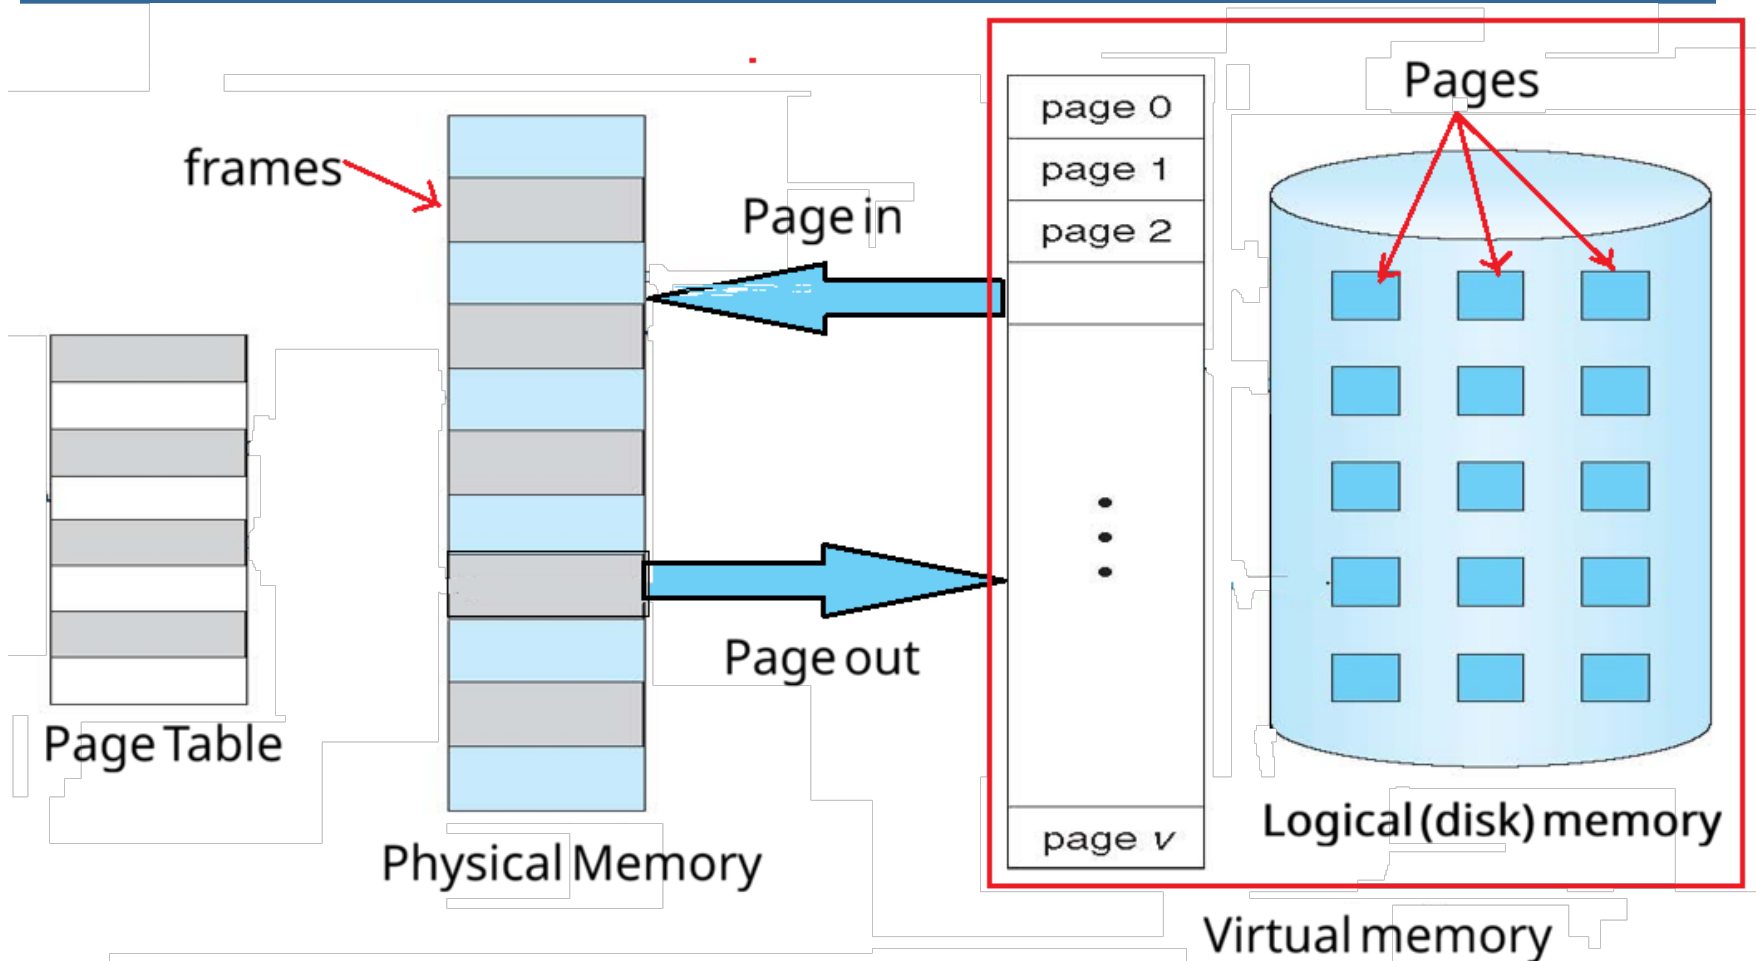 Pages
page 0
page 1
page 2
frames
Page in
Page out
page v
Page Table
Physical Memory
Logical (disk) memory
Virtual memory